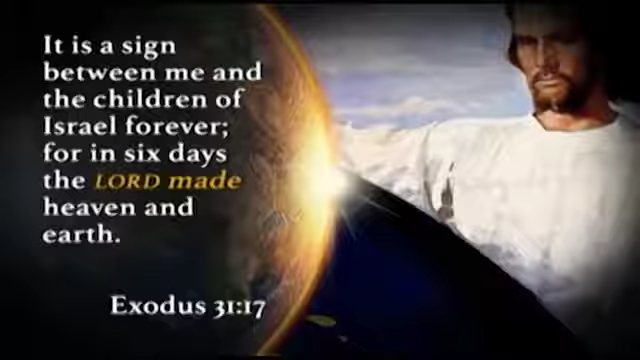 It is a sign
between me and
the children of
Israel forever;
for in six days
the LORD made
heaven and
earth.
Exodus 31:17